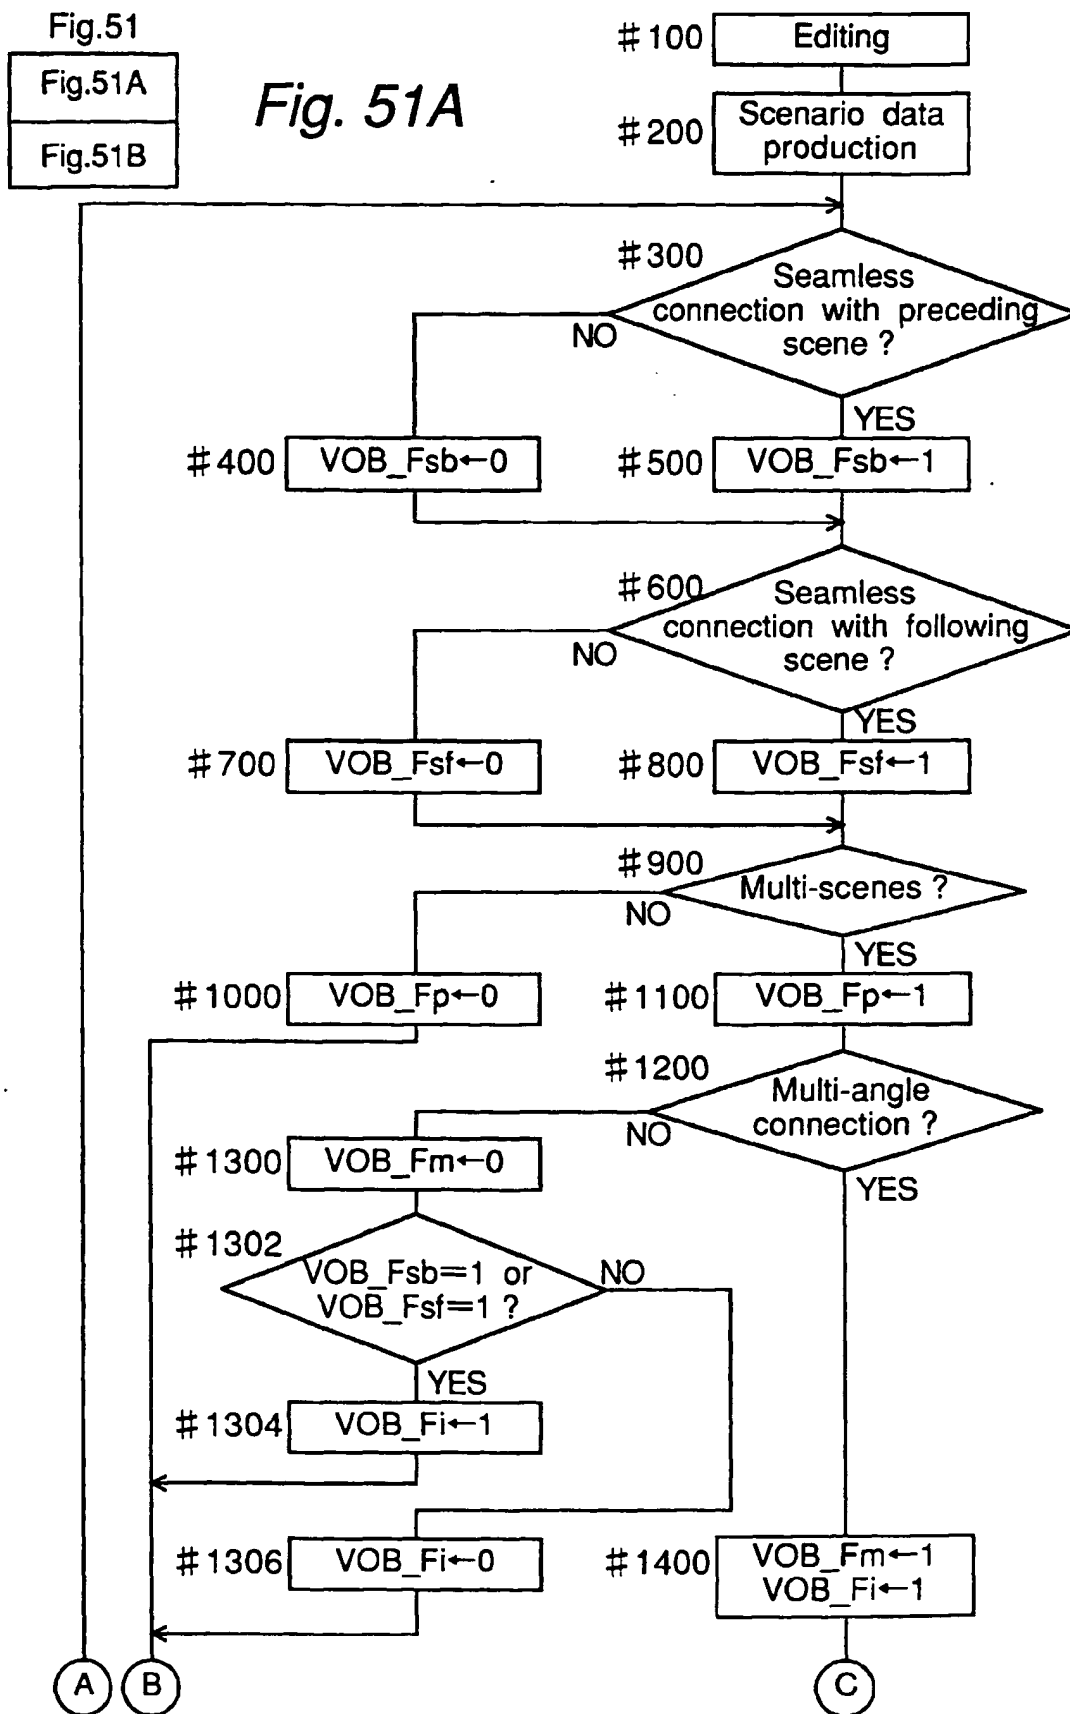 Fig.51
Fig.51A
Fig.51B
Fig. 51A
#100 Editing
#200 Scenario data
production
#300
Seamless
connection with preceding
scene ?
NO
YES
#400 VOB_Fsb←0
#500 VOB_Fsb←1
#600
Seamless
connection with following
scene ?
NO
YES
#700 VOB_Fsf←0
#800 VOB_Fsf←1
#900
Multi-scenes ?
NO
YES
#1000 VOB_Fp←0
#1100 VOB_Fp←1
#1200
Multi-angle
connection ?
NO
YES
#1300 VOB_Fm←0
#1302
VOB_Fsb=1 or
VOB_Fsf=1 ?
NO
YES
#1304 VOB_Fi←1
#1306 VOB_Fi←0
#1400 VOB_Fm←1
VOB_Fi←1
A B C